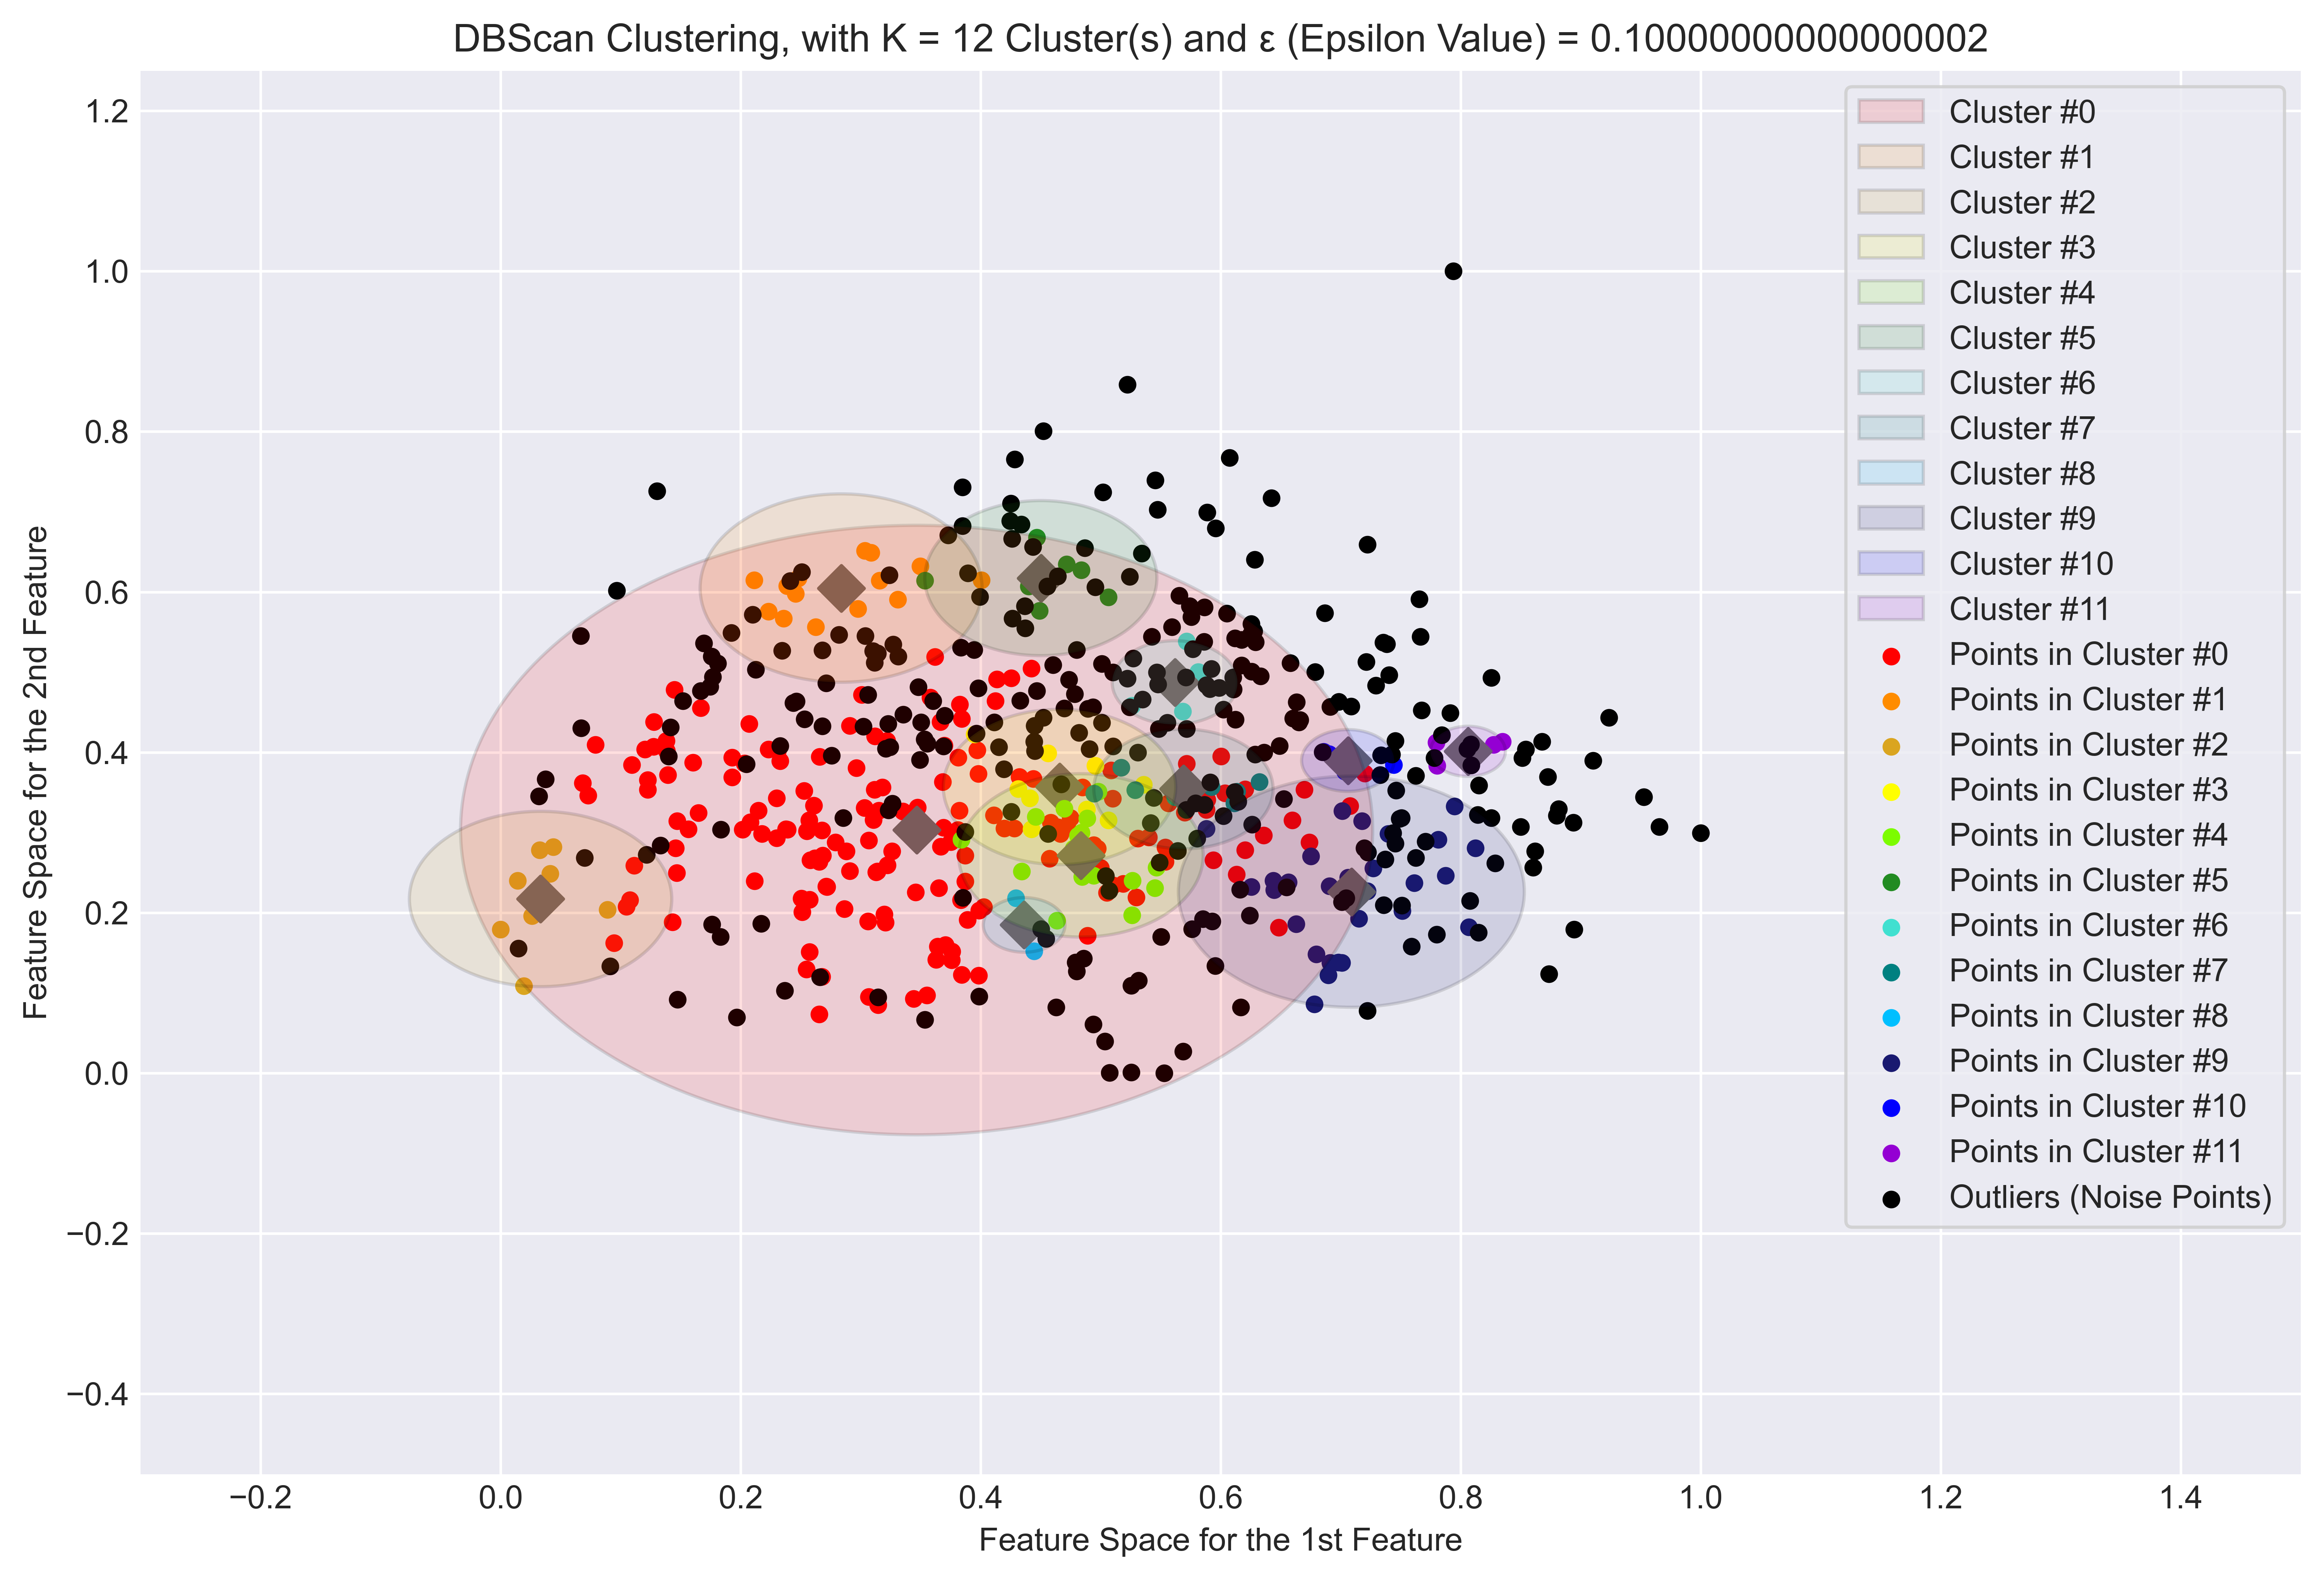 DBScan Clustering, with K = 12 Cluster(s) and ε (Epsilon Value) = 0.10000000000000002
1.2
1.0
0.8
0.6
0.4
0.2
0.0
−0.2
−0.4
Feature Space for the 2nd Feature
−0.2
0.0
0.2
0.4
0.6
0.8
1.0
1.2
1.4
Feature Space for the 1st Feature
Cluster #0
Cluster #1
Cluster #2
Cluster #3
Cluster #4
Cluster #5
Cluster #6
Cluster #7
Cluster #8
Cluster #9
Cluster #10
Cluster #11
Points in Cluster #0
Points in Cluster #1
Points in Cluster #2
Points in Cluster #3
Points in Cluster #4
Points in Cluster #5
Points in Cluster #6
Points in Cluster #7
Points in Cluster #8
Points in Cluster #9
Points in Cluster #10
Points in Cluster #11
Outliers (Noise Points)